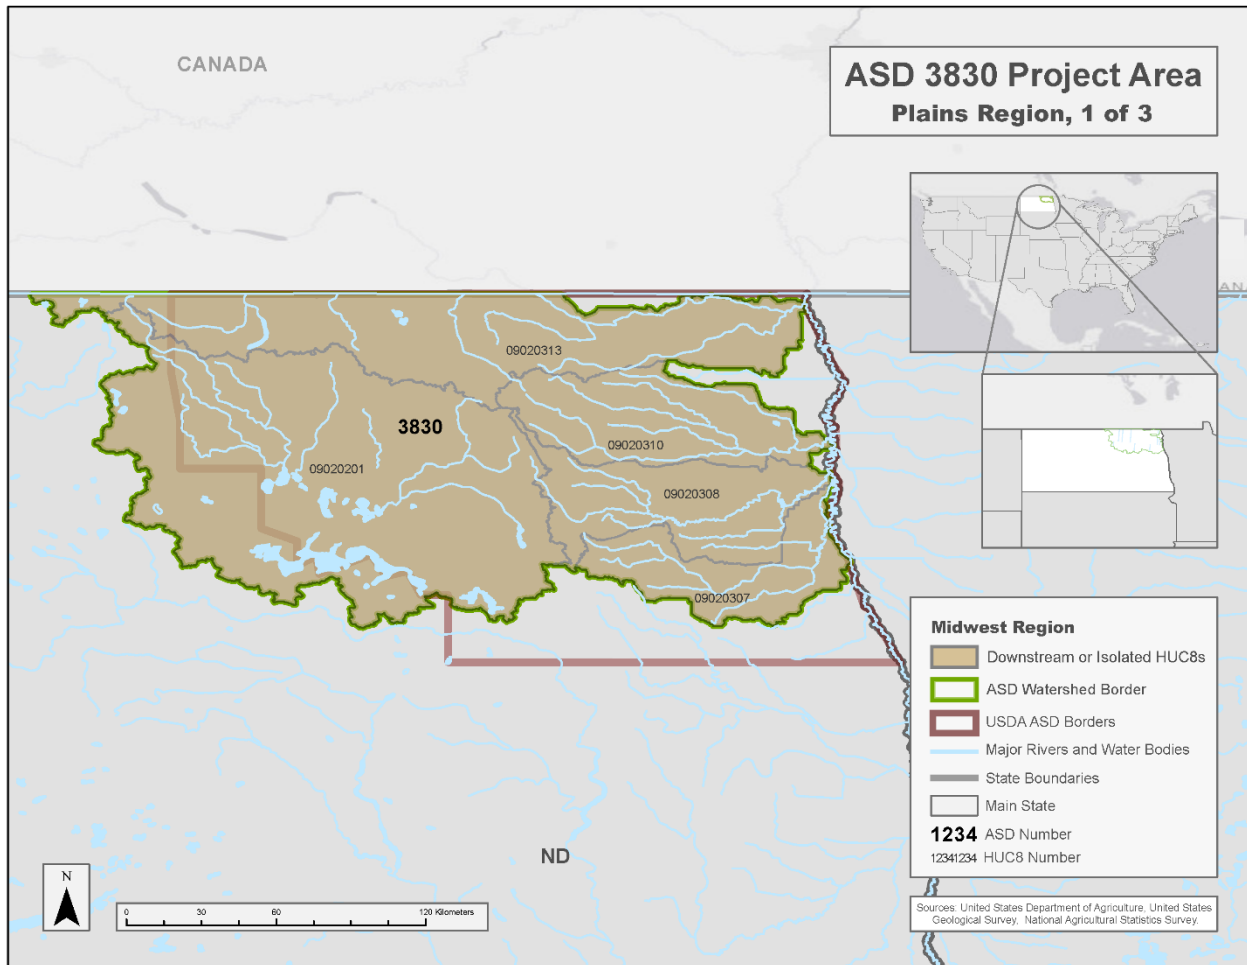 CANADA
ASD 3830 Project Area
Plains Region, 1 of 3
AN
09020313
3830
09020310
09020201
09020308
09020307
ND
Midwest Region
Downstream or Isolated HUC8s
ASD Watershed Border
USDA ASD Borders
Major Rivers and Water Bodies
State Boundaries
Main State
1234 ASD Number
12341234 HUC8 Number
N
0 30 60 120 Kilometers
Sources: United States Department of Agriculture, United States
Geological Survey, National Agricultural Statistics Survey.